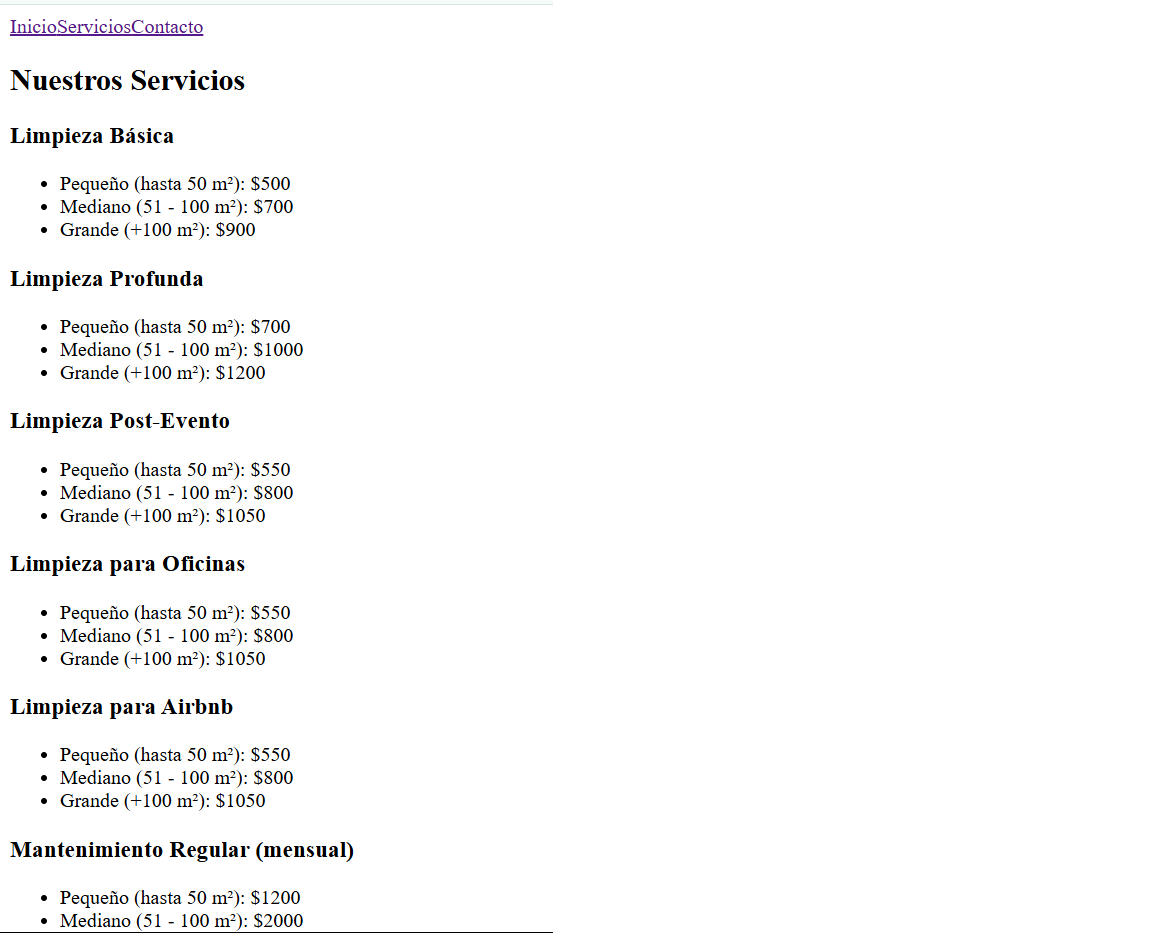 InicioServiciosContacto
Nuestros Servicios
Limpieza Básica
• Pequeño (hasta 50 m²): $500
• Mediano (51 - 100 m²): $700
• Grande (+100 m²): $900
Limpieza Profunda
• Pequeño (hasta 50 m²): $700
• Mediano (51 - 100 m²): $1000
• Grande (+100 m²): $1200
Limpieza Post-Evento
• Pequeño (hasta 50 m²): $550
• Mediano (51 - 100 m²): $800
• Grande (+100 m²): $1050
Limpieza para Oficinas
• Pequeño (hasta 50 m²): $550
• Mediano (51 - 100 m²): $800
• Grande (+100 m²): $1050
Limpieza para Airbnb
• Pequeño (hasta 50 m²): $550
• Mediano (51 - 100 m²): $800
• Grande (+100 m²): $1050
Mantenimiento Regular (mensual)
• Pequeño (hasta 50 m²): $1200
• Mediano (51 - 100 m²): $2000